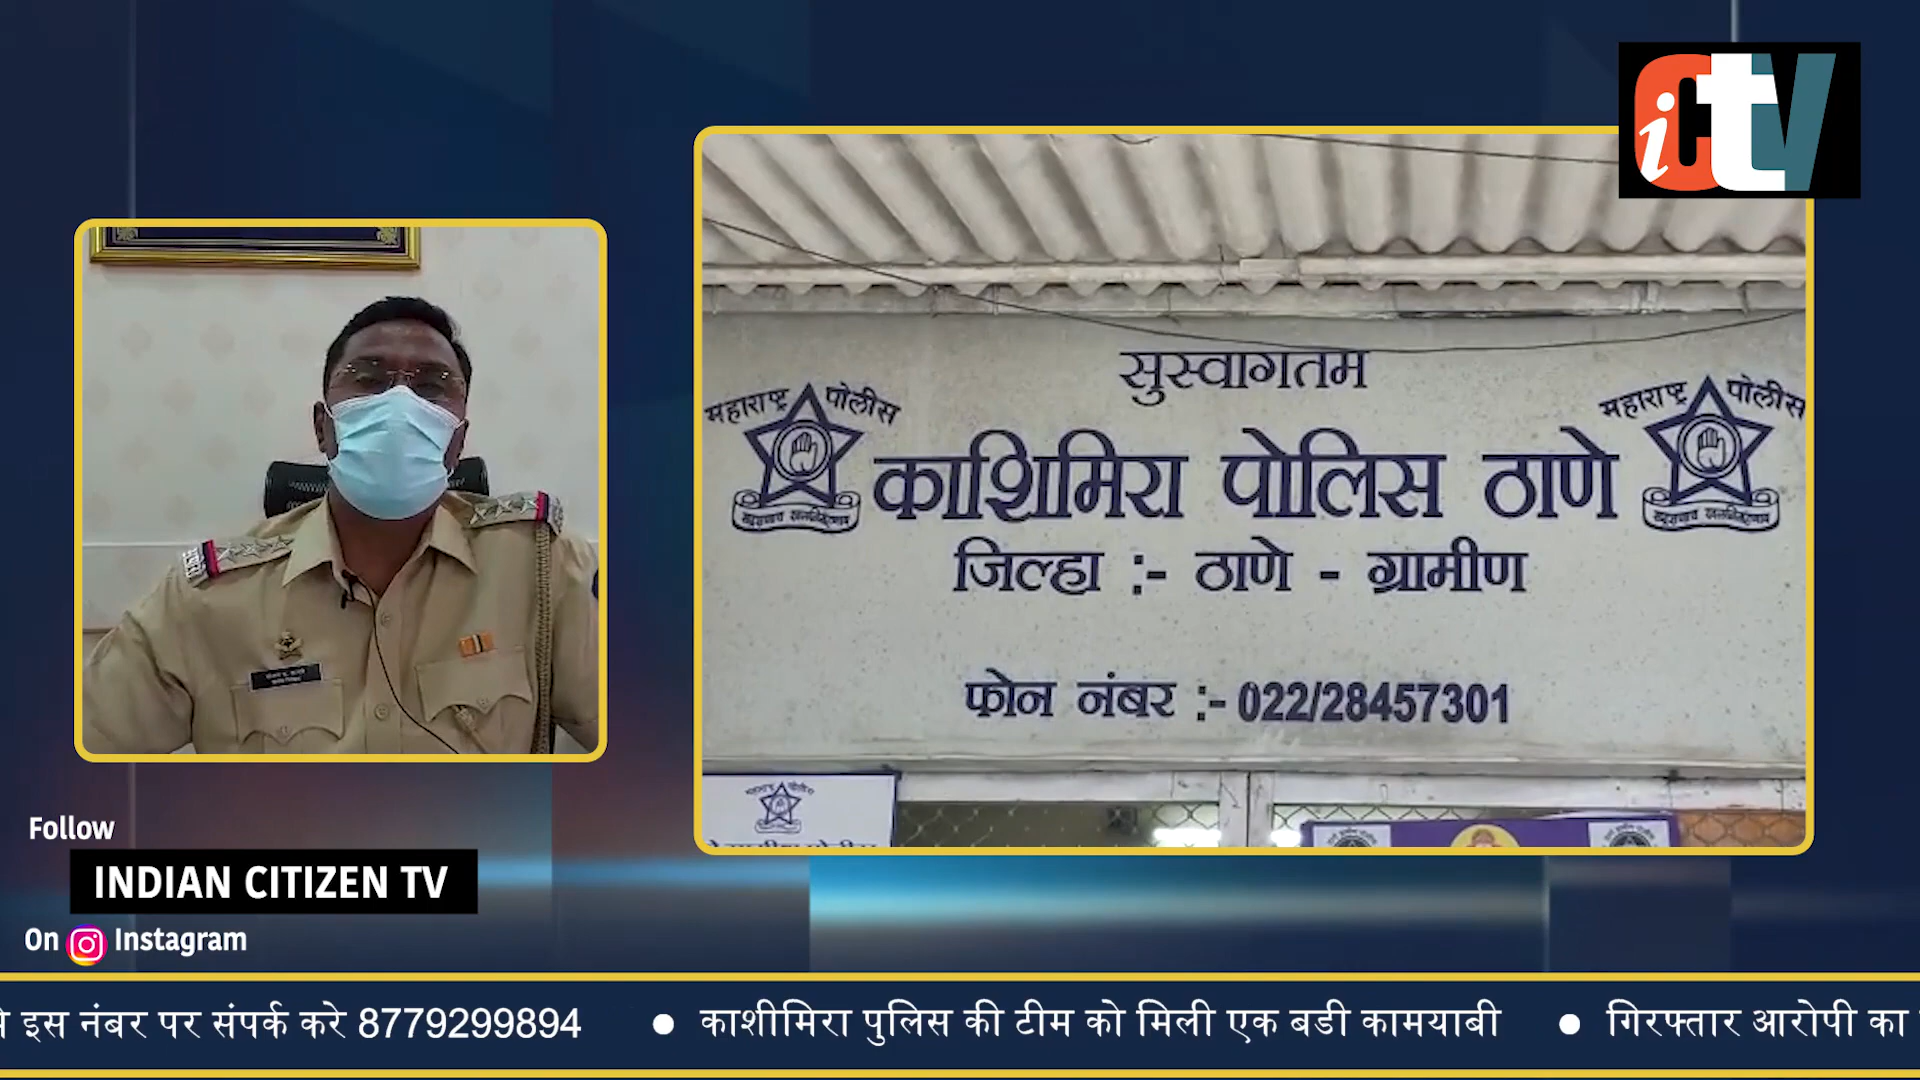 iCtv
सुस्वागतम
महाराष्ट्र पोलीस
महाराष्ट्र पोलीस
काशिमिरा पोलिस ठाणे
जिल्हा :- ठाणे - ग्रामीण
फोन नंबर :- 022/28457301
महाराष्ट्र पोलीस
Follow
INDIAN CITIZEN TV
On Instagram
इस नंबर पर संपर्क करे 8779299894 ● काशीमिरा पुलिस की टीम को मिली एक बडी कामयाबी ● गिरफ्तार आरोपी का